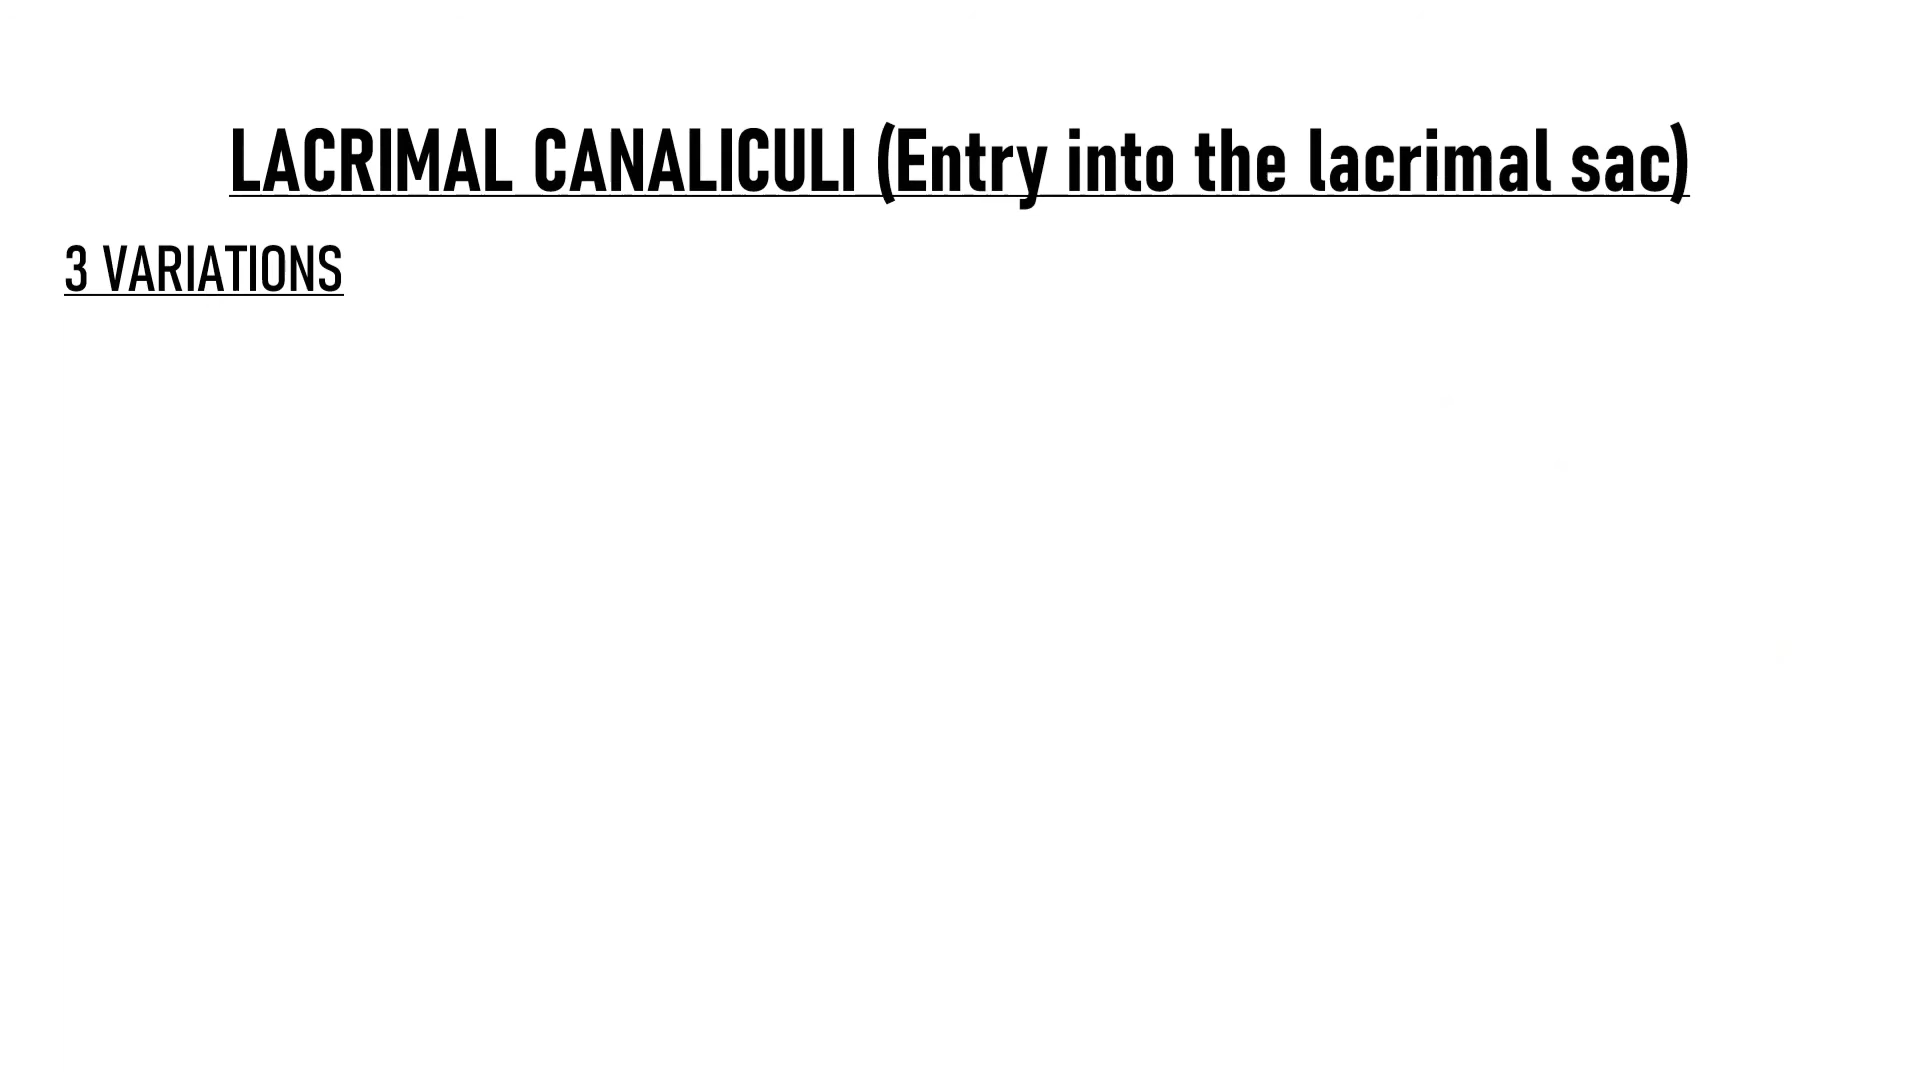 LACRIMAL CANALICULI (Entry into the lacrimal sac)
3 VARIATIONS